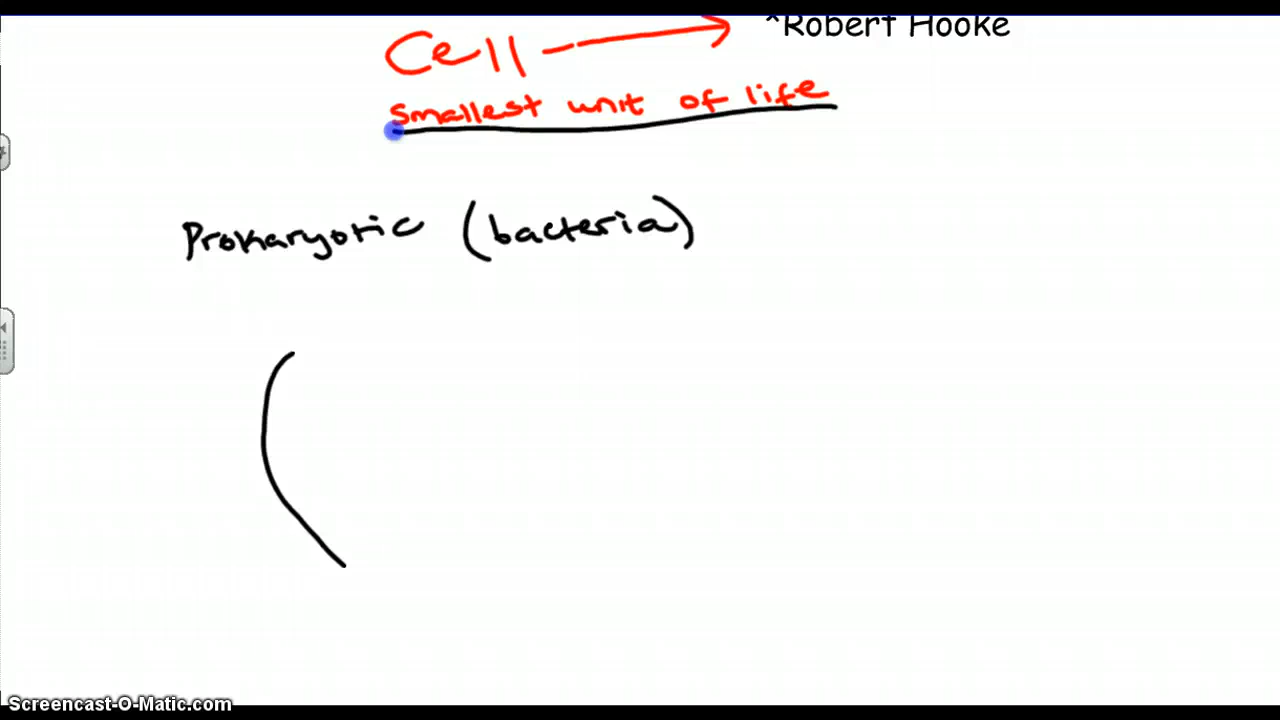 *Robert Hooke
Cell
smallest unit of life
Prokaryotic (bacteria)
Screencast-O-Matic.com